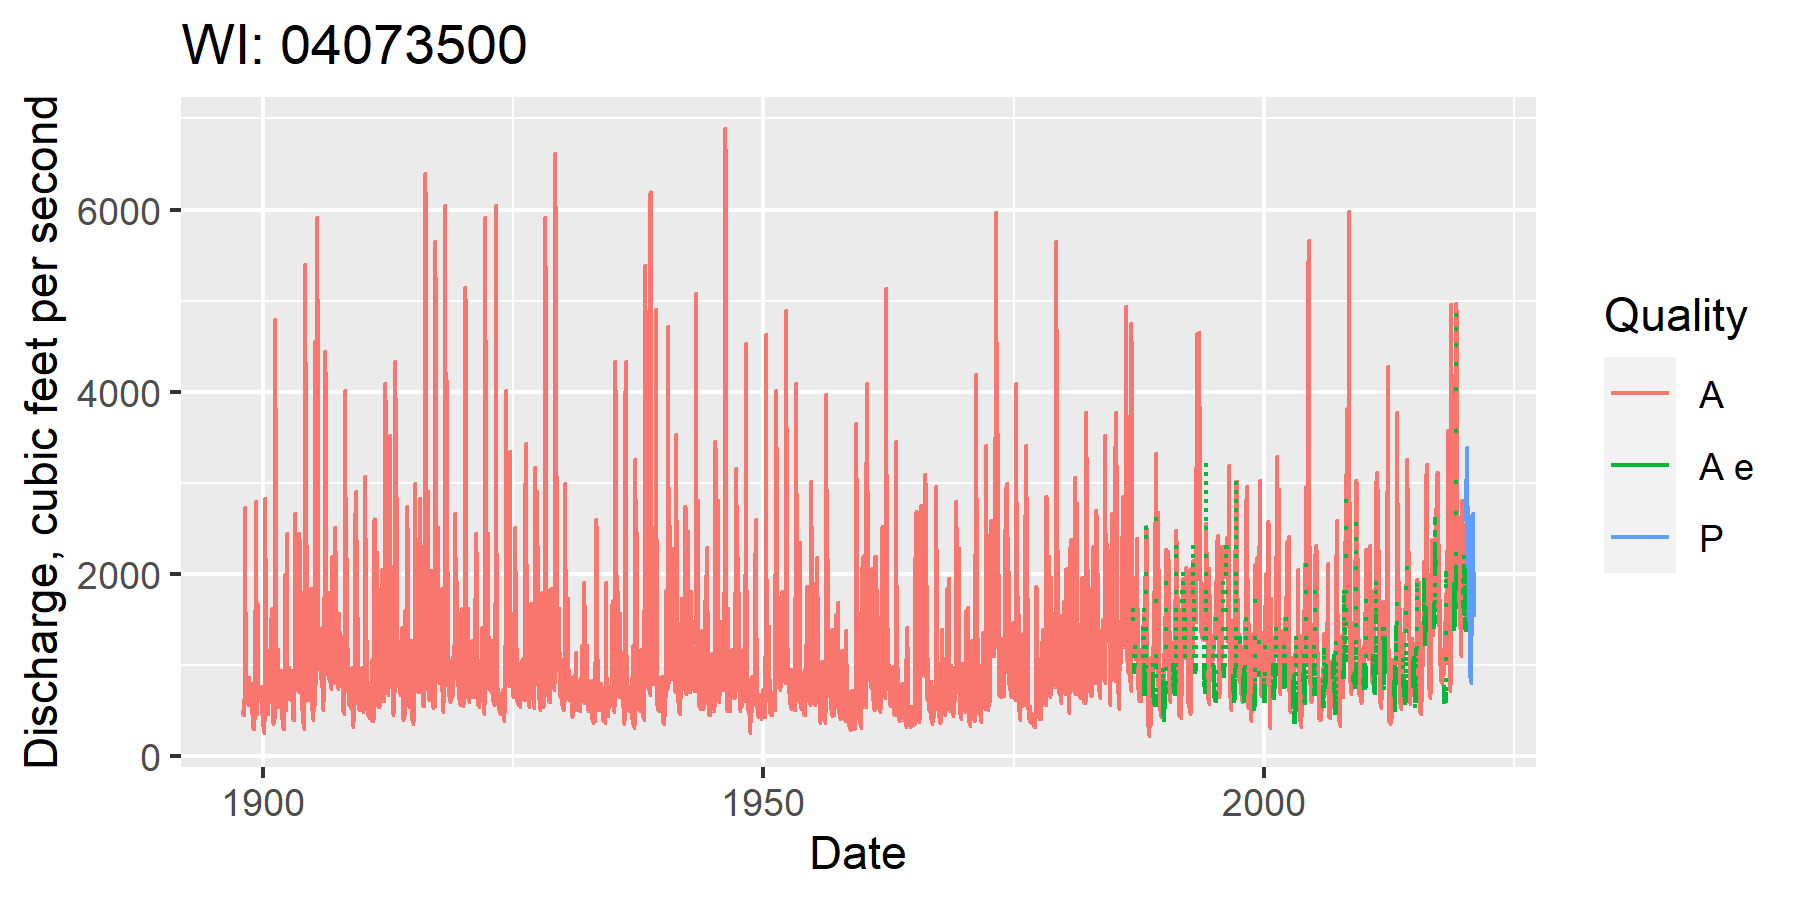 WI: 04073500
Discharge, cubic feet per second
6000
4000
2000
0
1900
1950
2000
Date
Quality
A
A e
P